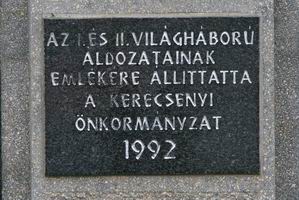 AZ I. ÉS II. VILÁGHÁBORÚ
ÁLDOZATAINAK
EMLÉKÉRE ÁLLÍTTATTA
A KERECSENYI
ÖNKORMÁNYZAT
1992